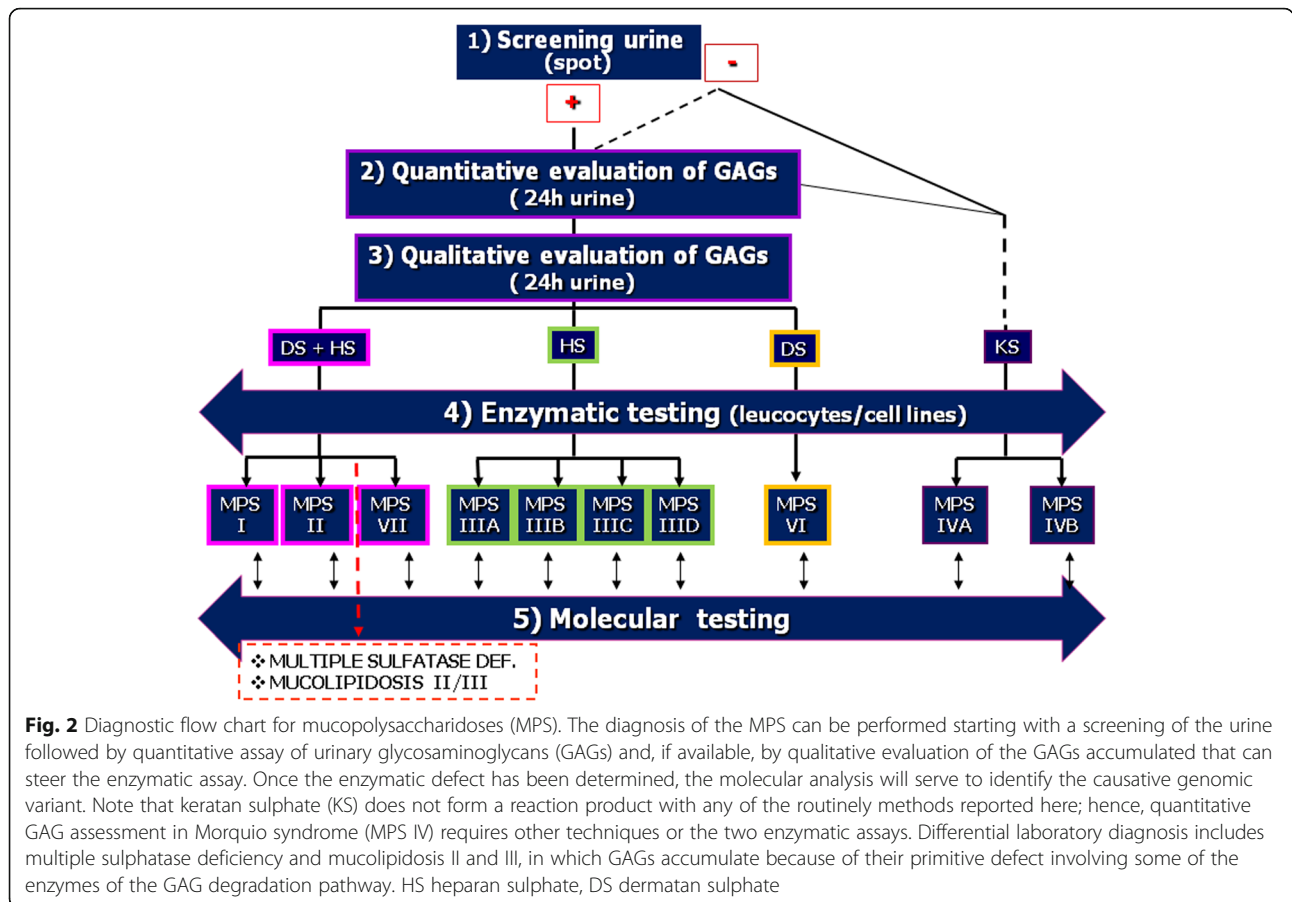 1) Screening urine
(spot)
-
+
2) Quantitative evaluation of GAGs
( 24h urine)
3) Qualitative evaluation of GAGs
( 24h urine)
DS + HS
HS
DS
KS
4) Enzymatic testing (leucocytes/cell lines)
MPS
I
MPS
II
MPS
VII
MPS
IIIA
MPS
IIIB
MPS
IIIC
MPS
IIID
MPS
VI
MPS
IVA
MPS
IVB
5) Molecular testing
❖ MULTIPLE SULFATASE DEF.
❖ MUCOLIPIDOSIS II/III
Fig. 2 Diagnostic flow chart for mucopolysaccharidoses (MPS). The diagnosis of the MPS can be performed starting with a screening of the urine
followed by quantitative assay of urinary glycosaminoglycans (GAGs) and, if available, by qualitative evaluation of the GAGs accumulated that can
steer the enzymatic assay. Once the enzymatic defect has been determined, the molecular analysis will serve to identify the causative genomic
variant. Note that keratan sulphate (KS) does not form a reaction product with any of the routinely methods reported here; hence, quantitative
GAG assessment in Morquio syndrome (MPS IV) requires other techniques or the two enzymatic assays. Differential laboratory diagnosis includes
multiple sulphatase deficiency and mucolipidosis II and III, in which GAGs accumulate because of their primitive defect involving some of the
enzymes of the GAG degradation pathway. HS heparan sulphate, DS dermatan sulphate